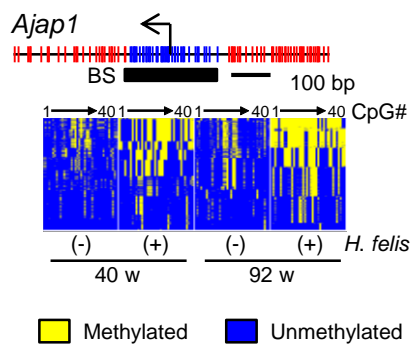 Ajap1
BS
100 bp
1 40 1 40 1 40 1 40 CpG#
(-) (+) (-) (+) H. felis
40 w 92 w
Methylated Unmethylated